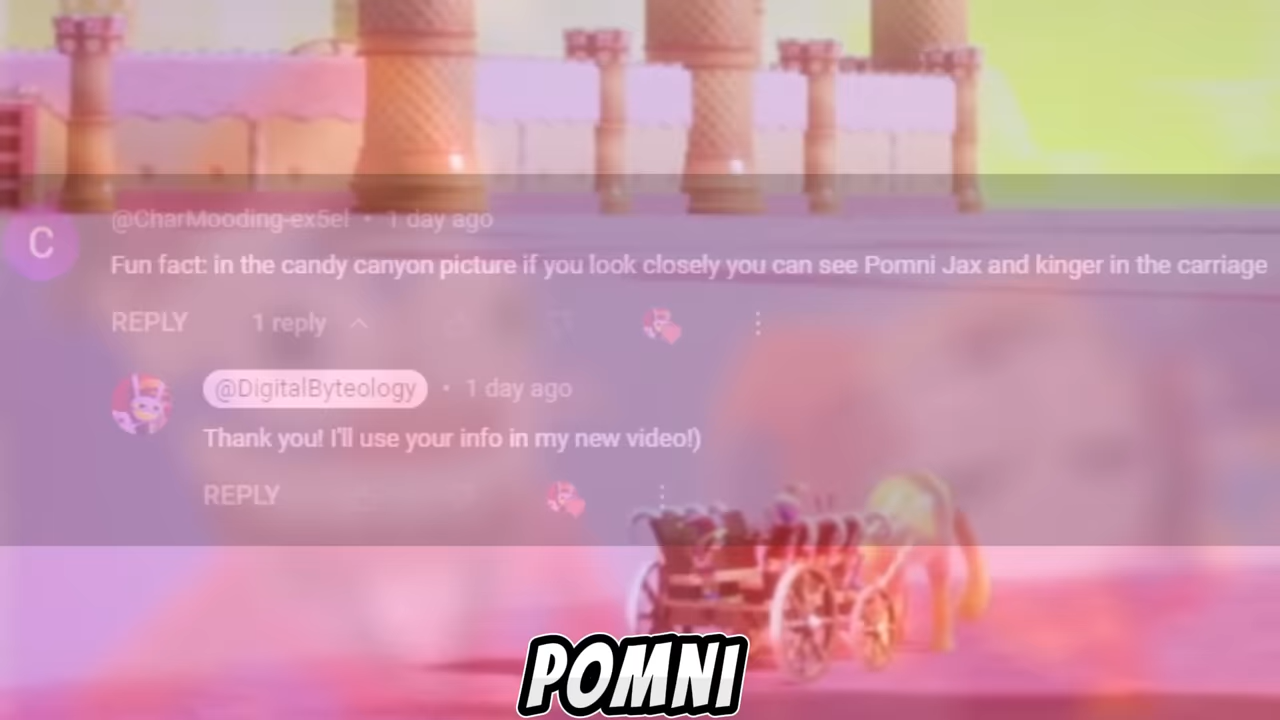 @CharMooding-ex5el • 1 day ago
C
Fun fact: in the candy canyon picture if you look closely you can see Pomni Jax and kinger in the carriage
REPLY 1 reply
@DigitalByteology • 1 day ago
Thank you! I'll use your info in my new video!)
REPLY
POMNI